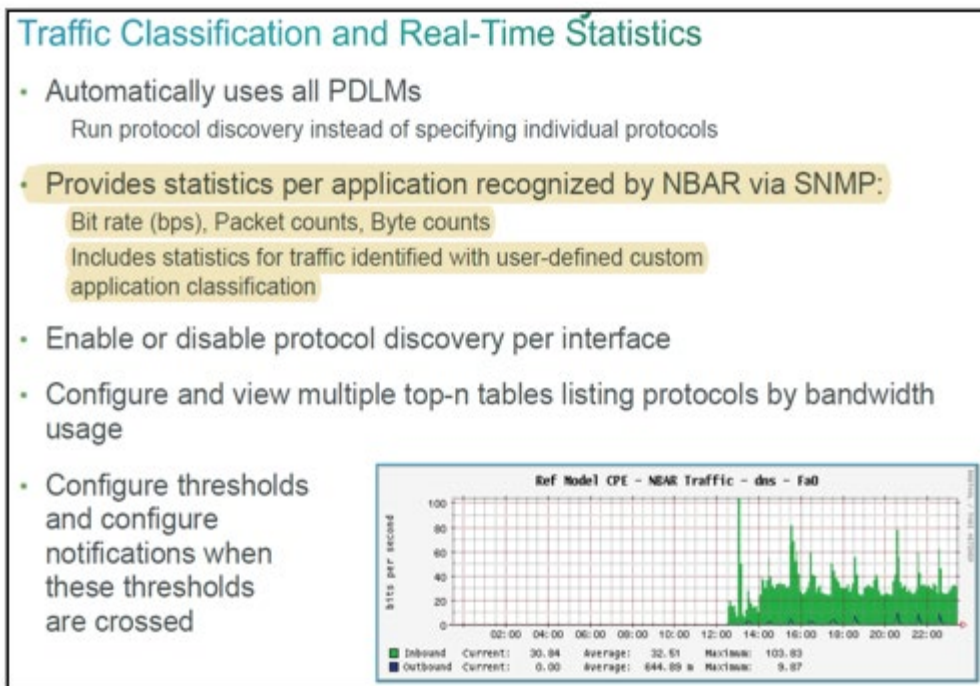 Traffic Classification and Real-Time Statistics
• Automatically uses all PDLMs
Run protocol discovery instead of specifying individual protocols
• Provides statistics per application recognized by NBAR via SNMP:
Bit rate (bps), Packet counts, Byte counts
Includes statistics for traffic identified with user-defined custom
application classification
• Enable or disable protocol discovery per interface
• Configure and view multiple top-n tables listing protocols by bandwidth
usage
• Configure thresholds
and configure
notifications when
these thresholds
are crossed
Ref Model CPE - NBAR Traffic - dns - Fa0
bits per second
100
80
60
40
20
0
02:00 04:00 06:00 08:00 10:00 12:00 14:00 16:00 18:00 20:00 22:00
Inbound Current: 30.84 Average: 32.51 Maximum: 103.83
Outbound Current: 0.00 Average: 644.89 m Maximum: 9.87